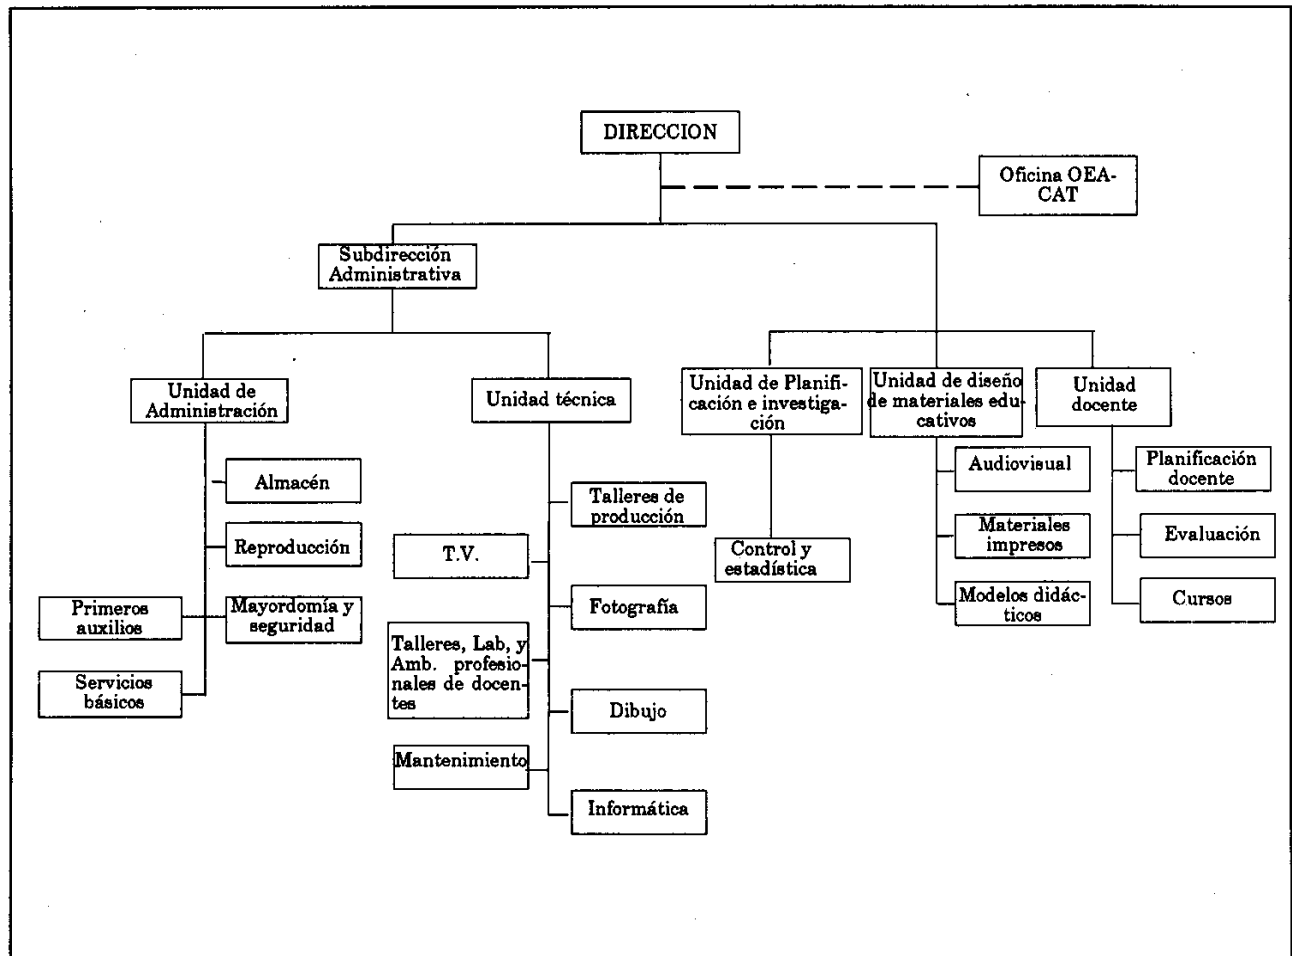 DIRECCION
Oficina OEA-
CAT
Subdirección
Administrativa
Unidad de
Administración
Unidad técnica
Unidad de Planifi-
cación e investiga-
ción
Unidad de diseño
de materiales edu-
cativos
Unidad
docente
Almacén
Reproducción
Primeros
auxilios
Mayordomía y
seguridad
Servicios
básicos
Talleres de
producción
T.V.
Fotografía
Talleres, Lab, y
Amb. profesio-
nales de docen-
tes
Dibujo
Mantenimiento
Informática
Control y
estadística
Audiovisual
Materiales
impresos
Modelos didác-
ticos
Planificación
docente
Evaluación
Cursos